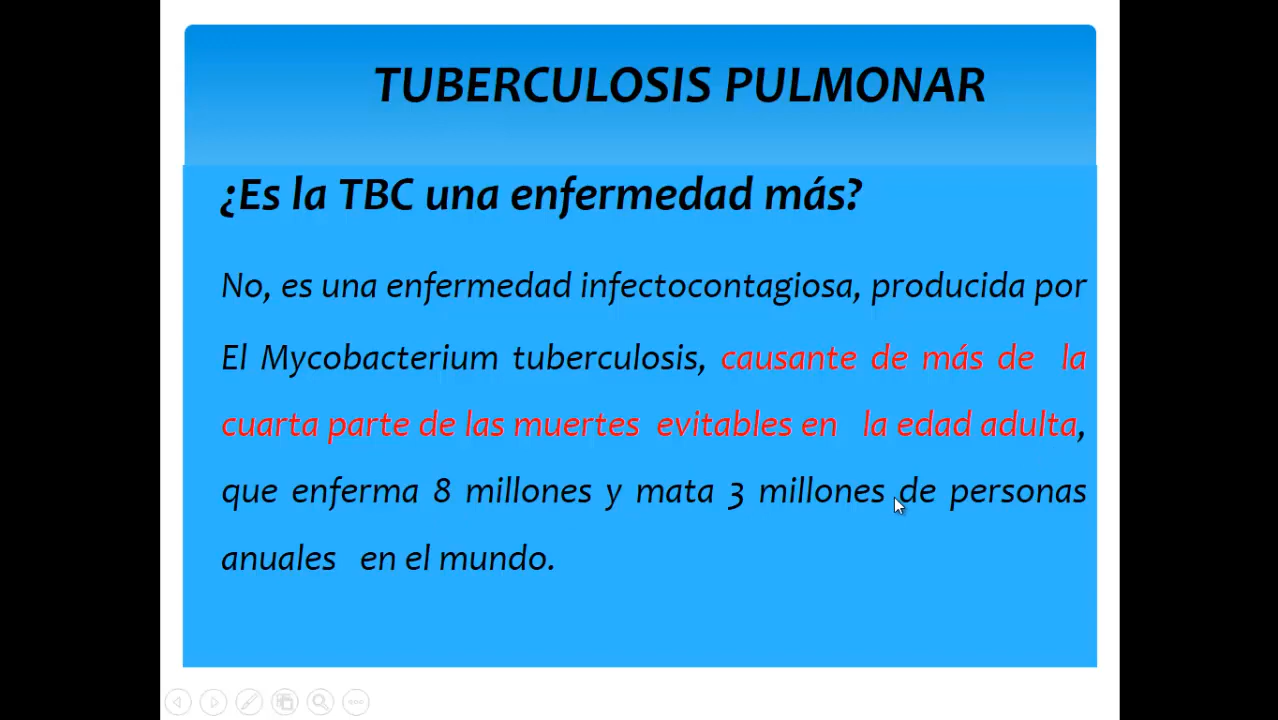 TUBERCULOSIS PULMONAR
¿Es la TBC una enfermedad más?
No, es una enfermedad infectocontagiosa, producida por
El Mycobacterium tuberculosis, causante de más de la
cuarta parte de las muertes evitables en la edad adulta,
que enferma 8 millones y mata 3 millones de personas
anuales en el mundo.